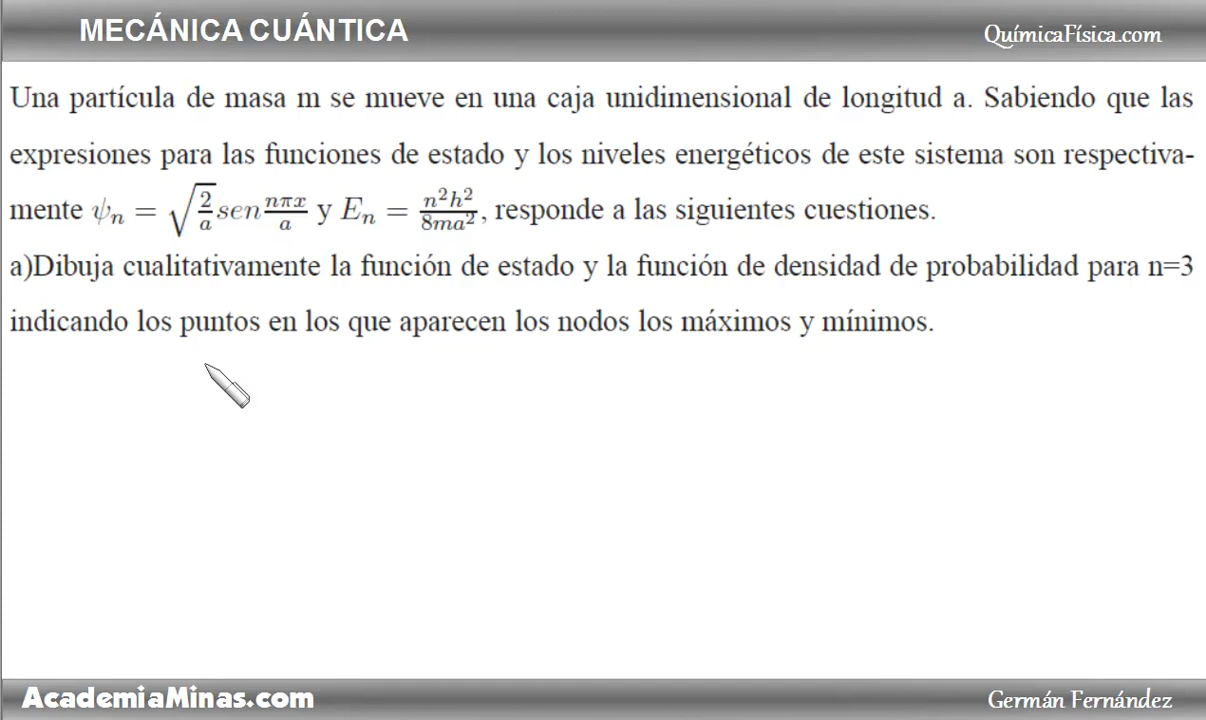 MECÁNICA CUÁNTICA
QuímicaFísica.com
Una partícula de masa m se mueve en una caja unidimensional de longitud a. Sabiendo que las
expresiones para las funciones de estado y los niveles energéticos de este sistema son respectiva-
mente ψₙ = √(2/a) sen nπx/a y Eₙ = n²h²/8ma², responde a las siguientes cuestiones.
a)Dibuja cualitativamente la función de estado y la función de densidad de probabilidad para n=3
indicando los puntos en los que aparecen los nodos los máximos y mínimos.
AcademiaMinas.com
Germán Fernández